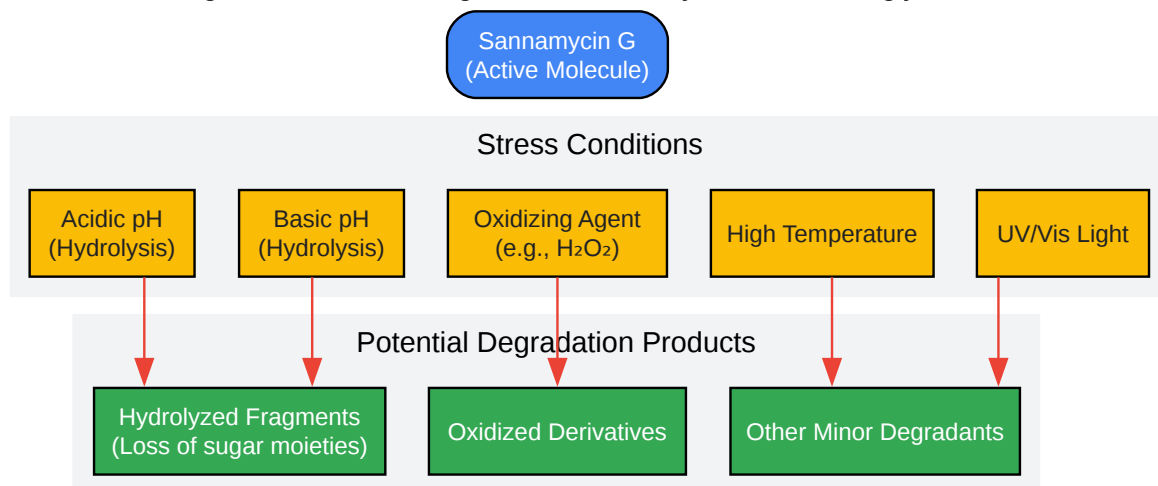 Sannamycin G
(Active Molecule)
Stress Conditions
Acidic pH
(Hydrolysis)
Basic pH
(Hydrolysis)
Oxidizing Agent
(e.g., H₂O₂)
High Temperature
UV/Vis Light
Potential Degradation Products
Hydrolyzed Fragments
(Loss of sugar moieties)
Oxidized Derivatives
Other Minor Degradants